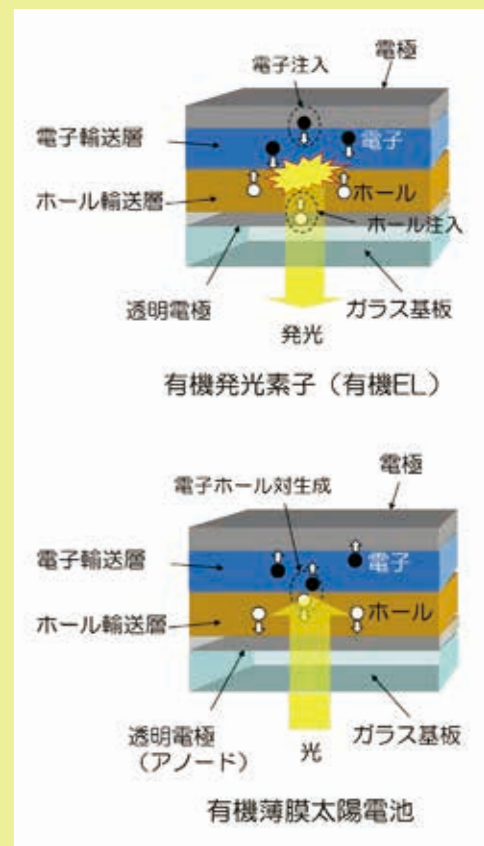 電極
電子注入
電子輸送層
電子
ホール輸送層
ホール
ホール注入
透明電極
ガラス基板
発光
有機発光素子（有機EL）
電極
電子ホール対生成
電子輸送層
電子
ホール輸送層
ホール
透明電極
（アノード）
光
ガラス基板
有機薄膜太陽電池